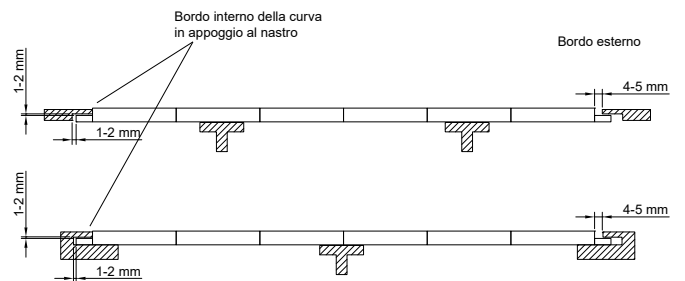 Bordo interno della curva
in appoggio al nastro
Bordo esterno
1-2 mm
4-5 mm
1-2 mm
1-2 mm
4-5 mm
1-2 mm